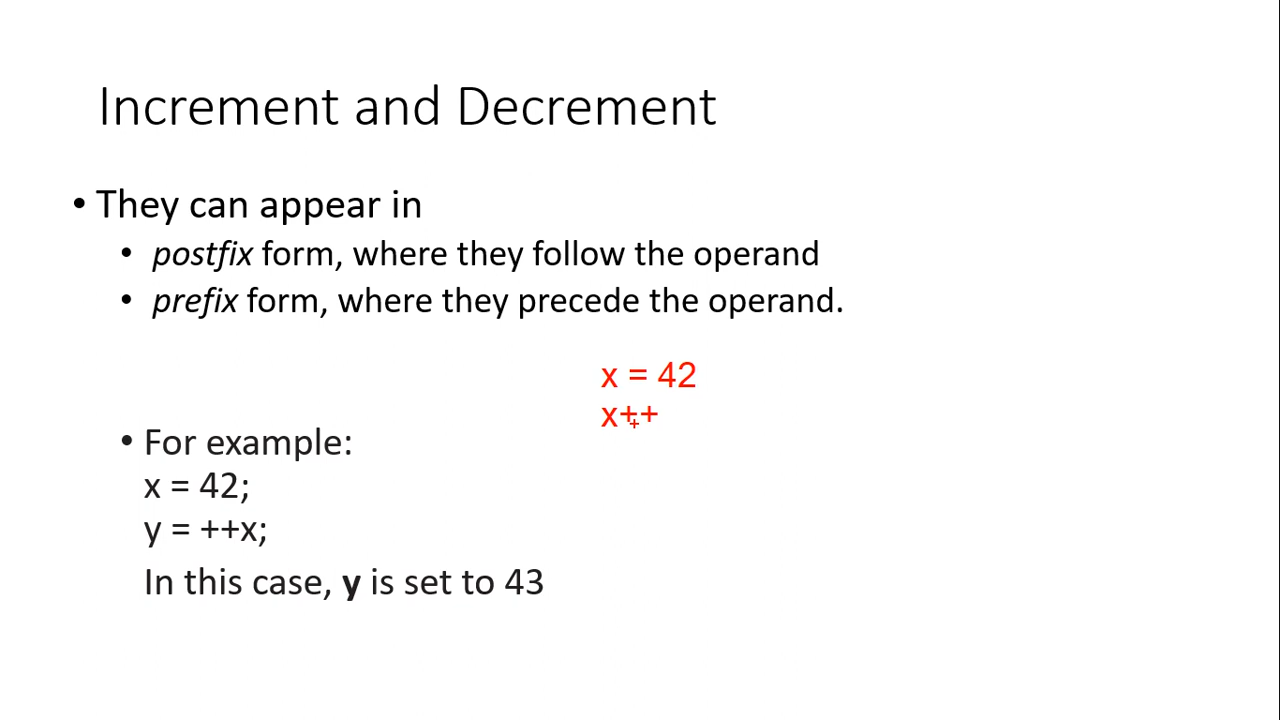 Increment and Decrement
• They can appear in
• postfix form, where they follow the operand
• prefix form, where they precede the operand.
x = 42
x++
• For example:
x = 42;
y = ++x;
In this case, y is set to 43